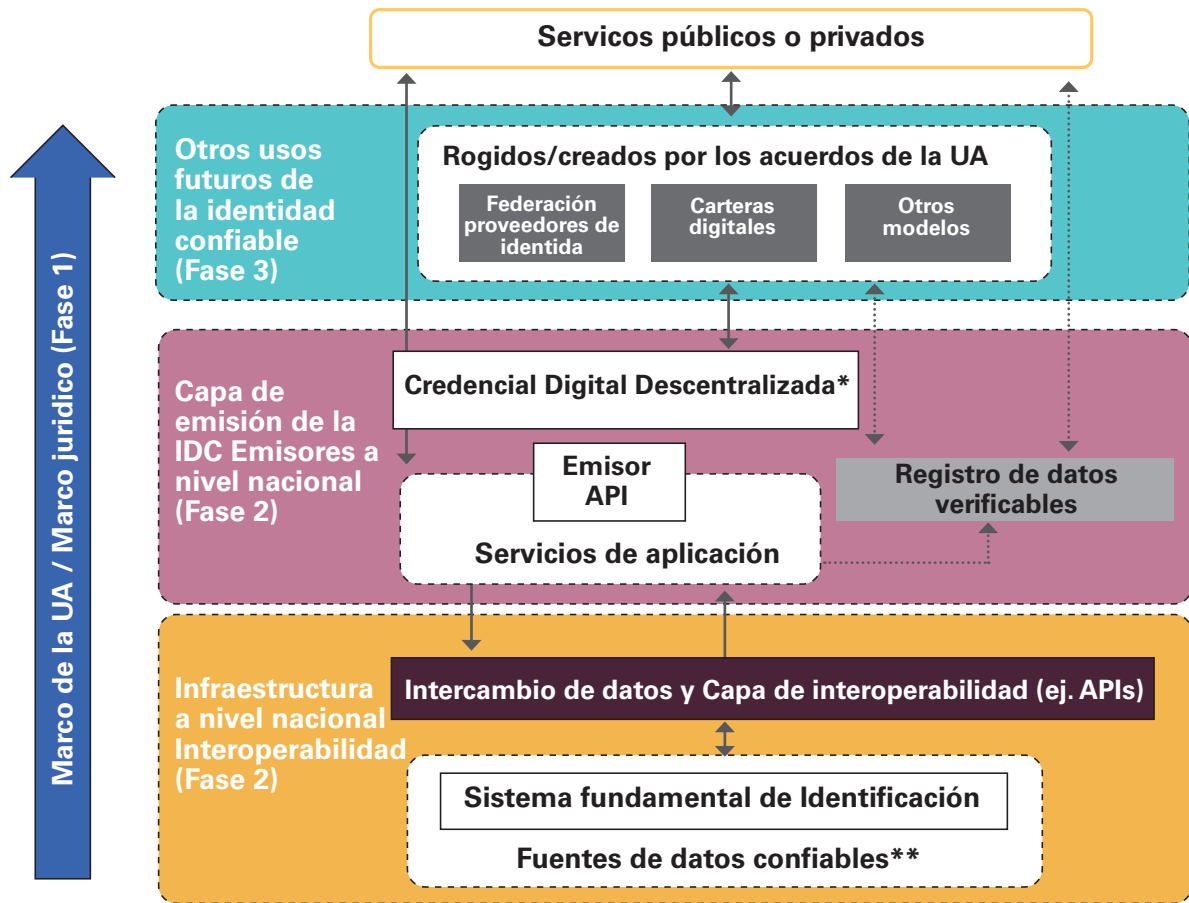 Servicos públicos o privados
Otros usos
futuros de
la identidad
confiable
(Fase 3)
Rogidos/creados por los acuerdos de la UA
Federación
proveedores de
identida
Carteras
digitales
Otros
modelos
Marco de la UA / Marco juridico (Fase 1)
Capa de
emisión de la
IDC Emisores a
nivel nacional
(Fase 2)
Credencial Digital Descentralizada*
Emisor
API
Servicios de aplicación
Registro de datos
verificables
Infraestructura
a nivel nacional
Interoperabilidad
(Fase 2)
Intercambio de datos y Capa de interoperabilidad (ej. APIs)
Sistema fundamental de Identificación
Fuentes de datos confiables**